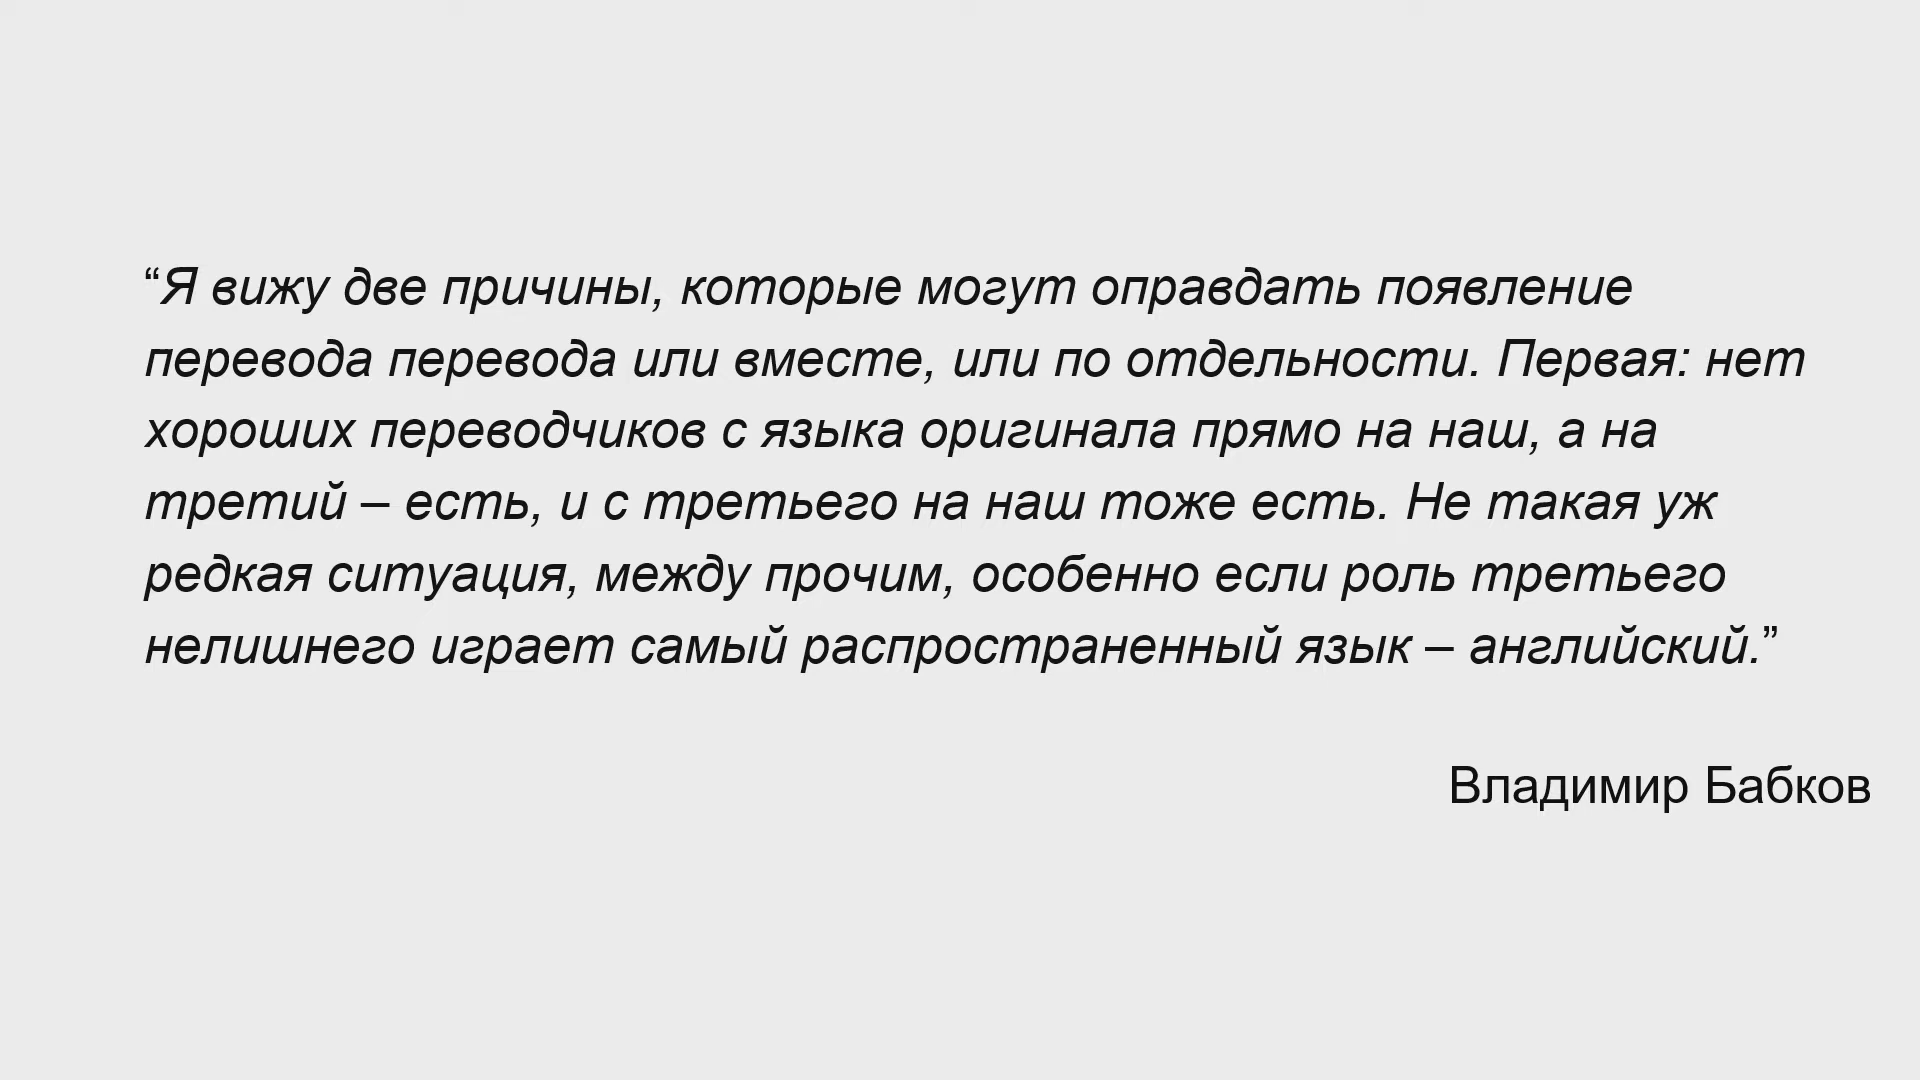 “Я вижу две причины, которые могут оправдать появление
перевода перевода или вместе, или по отдельности. Первая: нет
хороших переводчиков с языка оригинала прямо на наш, а на
третий – есть, и с третьего на наш тоже есть. Не такая уж
редкая ситуация, между прочим, особенно если роль третьего
нелишнего играет самый распространенный язык – английский.”
Владимир Бабков